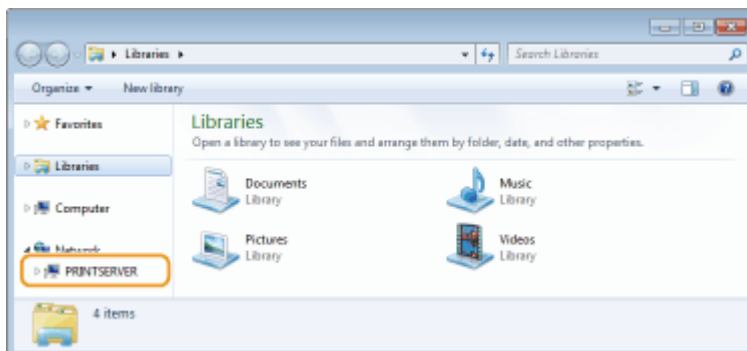 Libraries
Search Libraries
Organize
New library
Favorites
Libraries
Computer
Network
PRINTSERVER
Libraries
Open a library to see your files and arrange them by folder, date, and other properties.
Documents
Library
Music
Library
Pictures
Library
Videos
Library
4 items